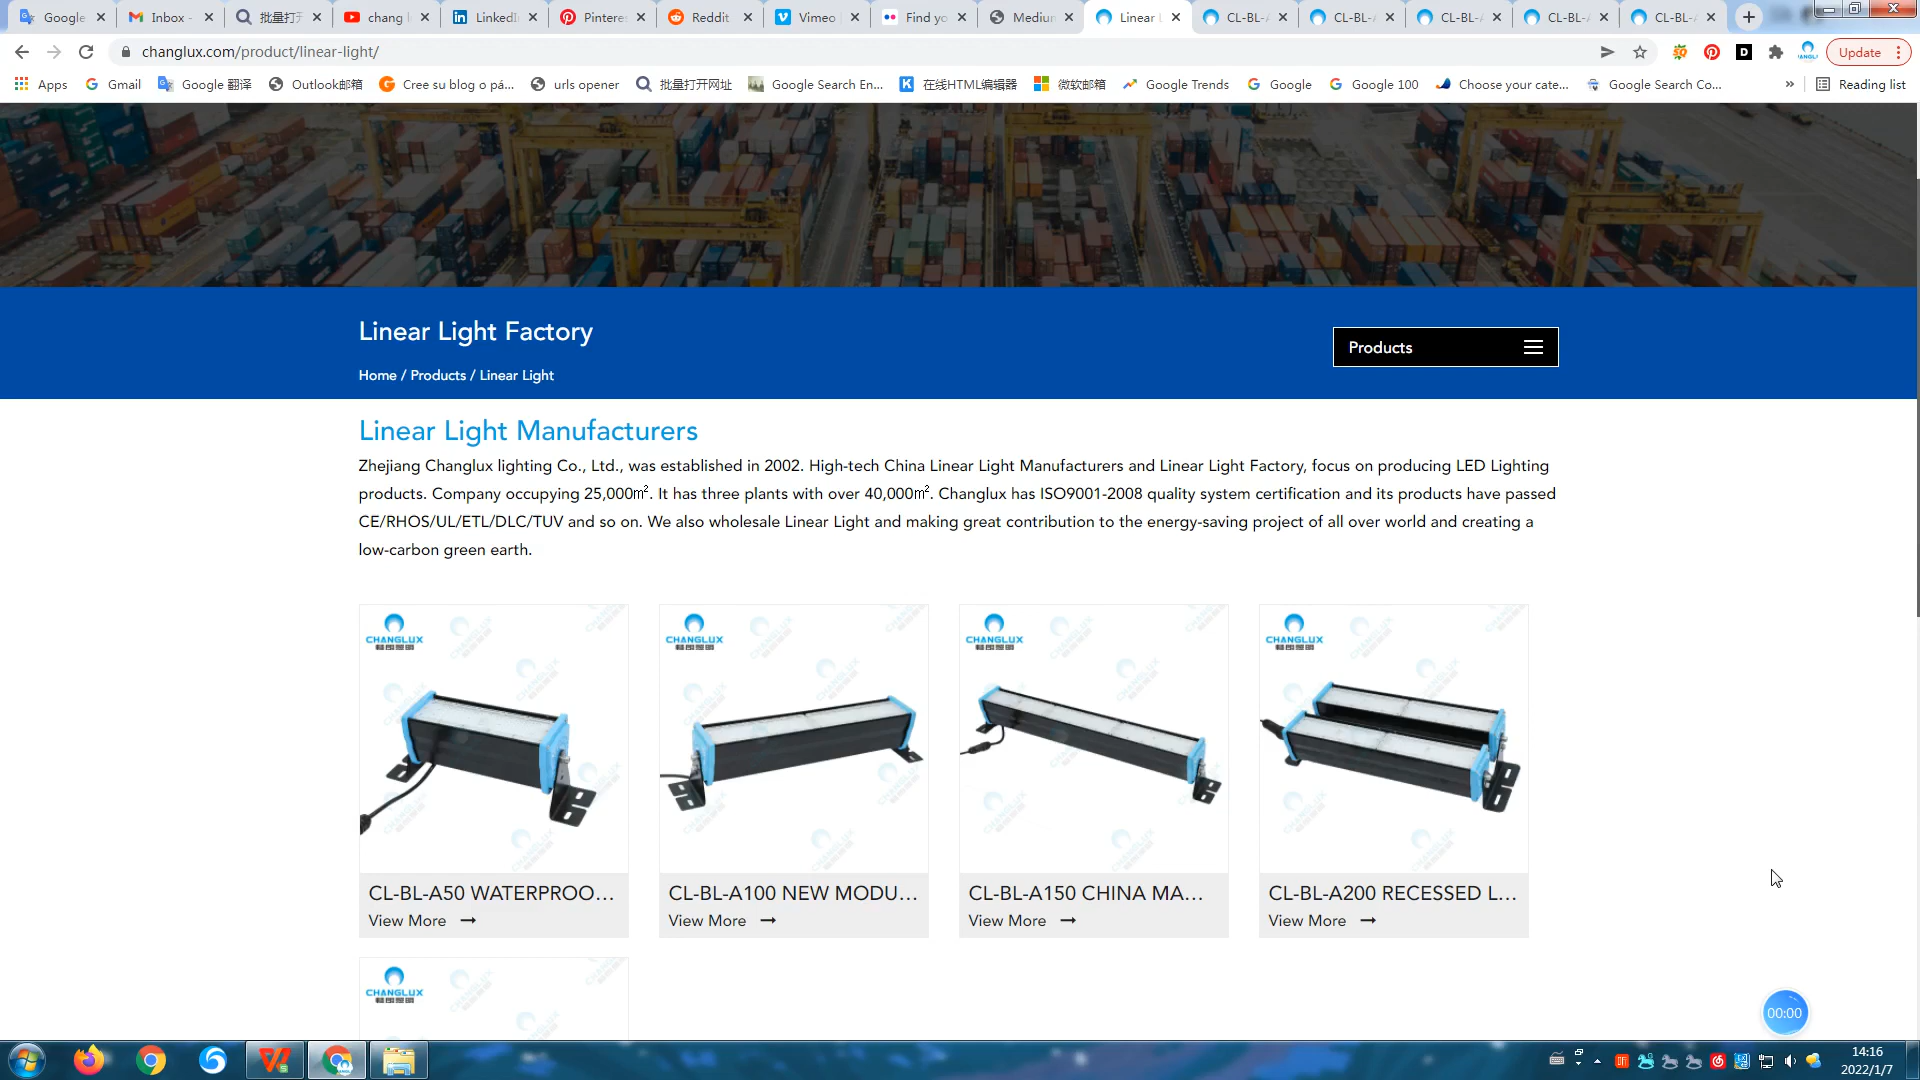 Google
Inbox -
批量打开
chang l
LinkedIn
Pinteres
Reddit
Vimeo
Find yo
Medium
Linear L
CL-BL-A
CL-BL-A
CL-BL-A
CL-BL-A
CL-BL-A
changlux.com/product/linear-light/
Update
Apps
Gmail
Google 翻译
Outlook邮箱
Cree su blog o pá...
urls opener
批量打开网址
Google Search En...
在线HTML编辑器
微软邮箱
Google Trends
Google
Google 100
Choose your cate...
Google Search Co...
»
Reading list
Linear Light Factory
Products
Home / Products / Linear Light
Linear Light Manufacturers
Zhejiang Changlux lighting Co., Ltd., was established in 2002. High-tech China Linear Light Manufacturers and Linear Light Factory, focus on producing LED Lighting
products. Company occupying 25,000㎡. It has three plants with over 40,000㎡. Changlux has ISO9001-2008 quality system certification and its products have passed
CE/RHOS/UL/ETL/DLC/TUV and so on. We also wholesale Linear Light and making great contribution to the energy-saving project of all over world and creating a
low-carbon green earth.
CHANGLUX
CHANGLUX
CHANGLUX
CHANGLUX
CL-BL-A50 WATERPROO...
CL-BL-A100 NEW MODU...
CL-BL-A150 CHINA MA...
CL-BL-A200 RECESSED L...
View More
View More
View More
View More
CHANGLUX
00:00
14:16
2022/1/7